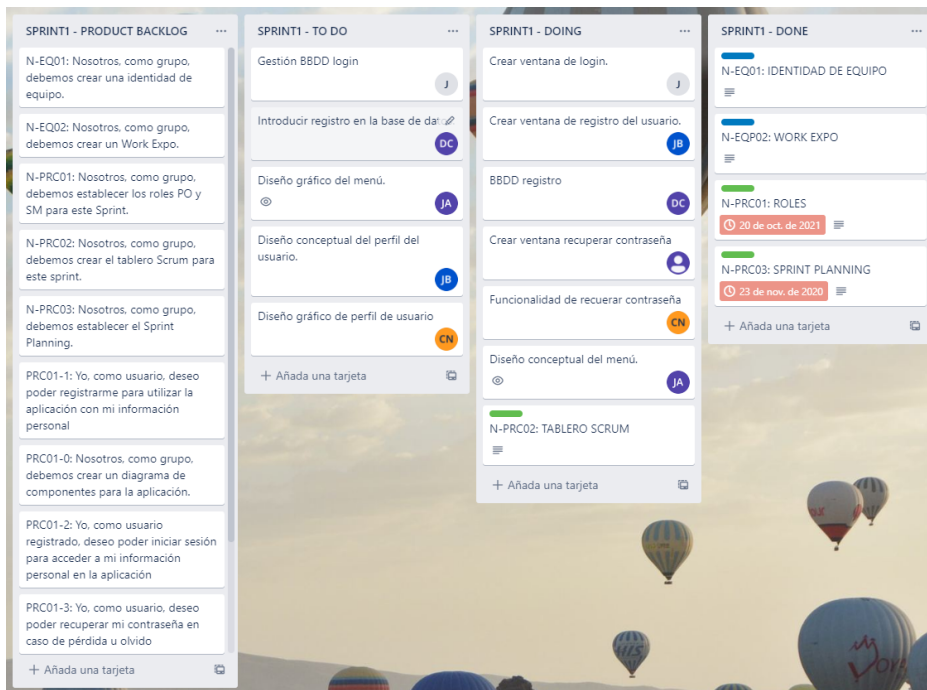 SPRINT1 - PRODUCT BACKLOG
N-EQ01: Nosotros, como grupo,
debemos crear una identidad de
equipo.
N-EQ02: Nosotros, como grupo,
debemos crear un Work Expo.
N-PRC01: Nosotros, como grupo,
debemos establecer los roles PO y
SM para este Sprint.
N-PRC02: Nosotros, como grupo,
debemos crear el tablero Scrum para
este sprint.
N-PRC03: Nosotros, como grupo,
debemos establecer el Sprint
Planning.
PRC01-1: Yo, como usuario, deseo
poder registrarme para utilizar la
aplicación con mi información
personal
PRC01-0: Nosotros, como grupo,
debemos crear un diagrama de
componentes para la aplicación.
PRC01-2: Yo, como usuario
registrado, deseo poder iniciar sesión
para acceder a mi información
personal en la aplicación
PRC01-3: Yo, como usuario, deseo
poder recuperar mi contraseña en
caso de pérdida u olvido
+ Añada una tarjeta
SPRINT1 - TO DO
Gestión BBDD login
J
Introducir registro en la base de dat
DC
Diseño gráfico del menú.
JA
Diseño conceptual del perfil del
usuario.
JB
Diseño gráfico de perfil de usuario
CN
+ Añada una tarjeta
SPRINT1 - DOING
Crear ventana de login.
J
Crear ventana de registro del usuario.
JB
BBDD registro
DC
Crear ventana recuperar contraseña
Funcionalidad de recuerar contraseña
CN
Diseño conceptual del menú.
JA
N-PRC02: TABLERO SCRUM
+ Añada una tarjeta
SPRINT1 - DONE
N-EQ01: IDENTIDAD DE EQUIPO
N-EQP02: WORK EXPO
N-PRC01: ROLES
20 de oct. de 2021
N-PRC03: SPRINT PLANNING
23 de nov. de 2020
+ Añada una tarjeta